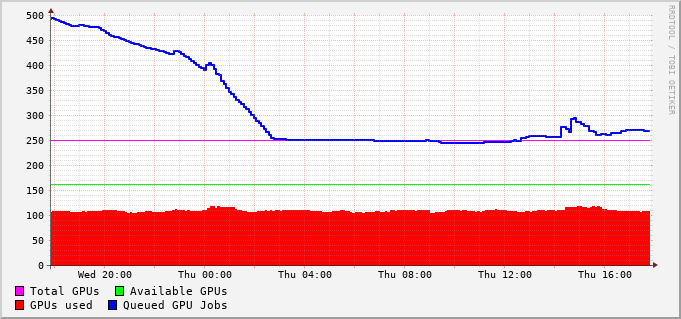 500
450
400
350
300
250
200
150
100
50
0
Wed 20:00 Thu 00:00 Thu 04:00 Thu 08:00 Thu 12:00 Thu 16:00
Total GPUs Available GPUs
GPUs used Queued GPU Jobs
RRDTOOL / TOBI OETIKER